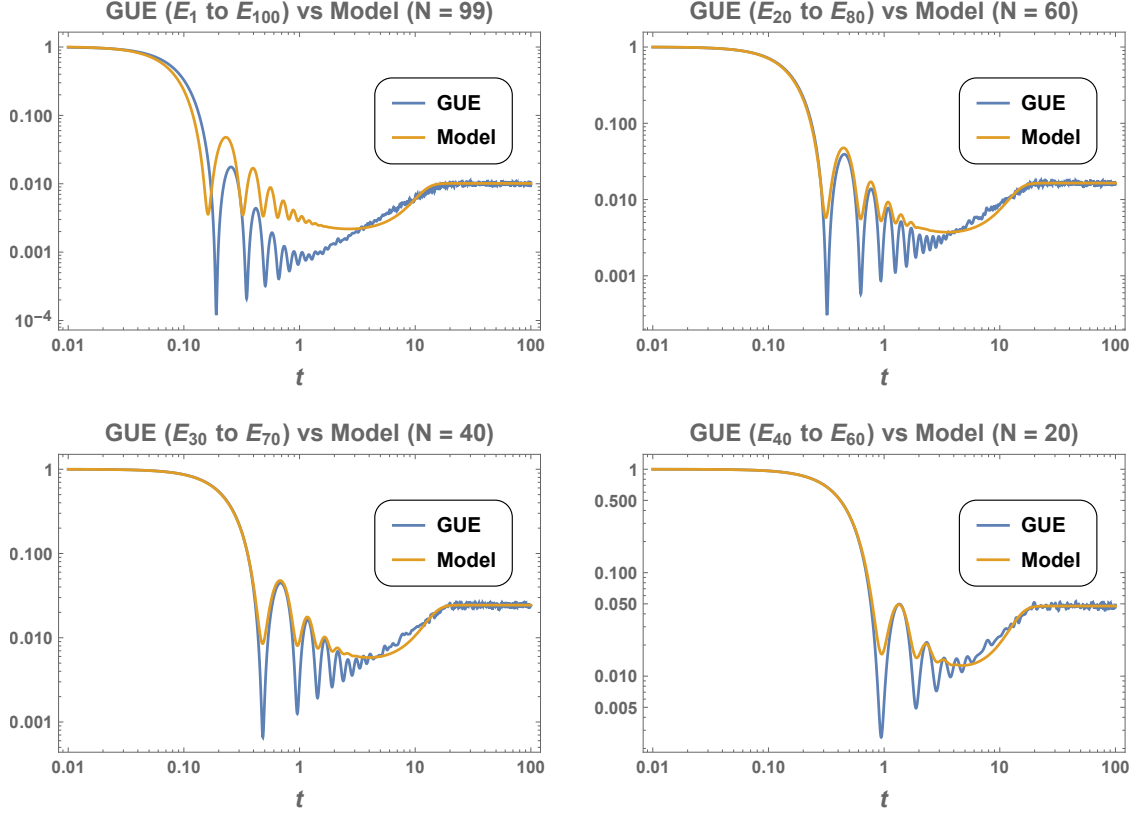 GUE (E₁ to E₁₀₀) vs Model (N = 99)
1
0.100
0.010
0.001
10⁻⁴
0.01
0.10
1
10
100
t
GUE
Model
GUE (E₂₀ to E₈₀) vs Model (N = 60)
1
0.100
0.010
0.001
0.01
0.10
1
10
100
t
GUE
Model
GUE (E₃₀ to E₇₀) vs Model (N = 40)
1
0.100
0.010
0.001
0.01
0.10
1
10
100
t
GUE
Model
GUE (E₄₀ to E₆₀) vs Model (N = 20)
1
0.500
0.100
0.050
0.010
0.005
0.01
0.10
1
10
100
t
GUE
Model